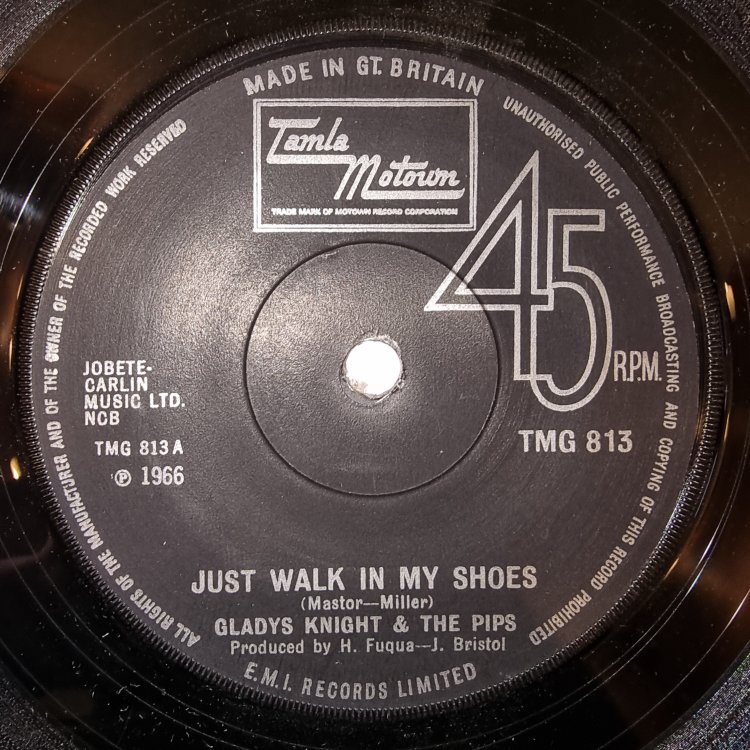 MADE IN GT. BRITAIN
Tamla
Motown
TRADE MARK OF MOTOWN RECORD CORPORATION
45
R.P.M.
TMG 813
JOBETE-
CARLIN
MUSIC LTD.
NCB
TMG 813 A
℗ 1966
JUST WALK IN MY SHOES
(Mastor—Miller)
GLADYS KNIGHT & THE PIPS
Produced by H. Fuqua—J. Bristol
E.M.I. RECORDS LIMITED
ALL RIGHTS OF THE MANUFACTURER AND OF THE OWNER OF THE RECORDED WORK RESERVED
UNAUTHORISED PUBLIC PERFORMANCE BROADCASTING AND COPYING OF THIS RECORD PROHIBITED